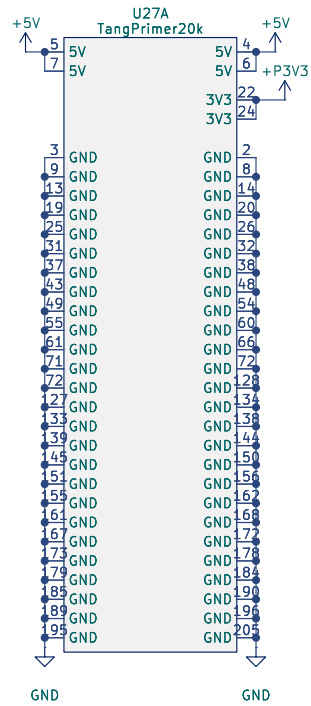 U27A
TangPrimer20k
+5V +5V
5 5V 5V 4
7 5V 5V 6
+P3V3
3V3 22
3V3 24
3 GND GND 2
9 GND GND 8
13 GND GND 14
19 GND GND 20
25 GND GND 26
31 GND GND 32
37 GND GND 38
43 GND GND 48
49 GND GND 54
55 GND GND 60
61 GND GND 66
71 GND GND 72
72 GND GND 128
127 GND GND 134
133 GND GND 138
139 GND GND 144
145 GND GND 150
151 GND GND 156
155 GND GND 162
161 GND GND 168
167 GND GND 172
173 GND GND 178
179 GND GND 184
185 GND GND 190
189 GND GND 196
195 GND GND 205
GND GND